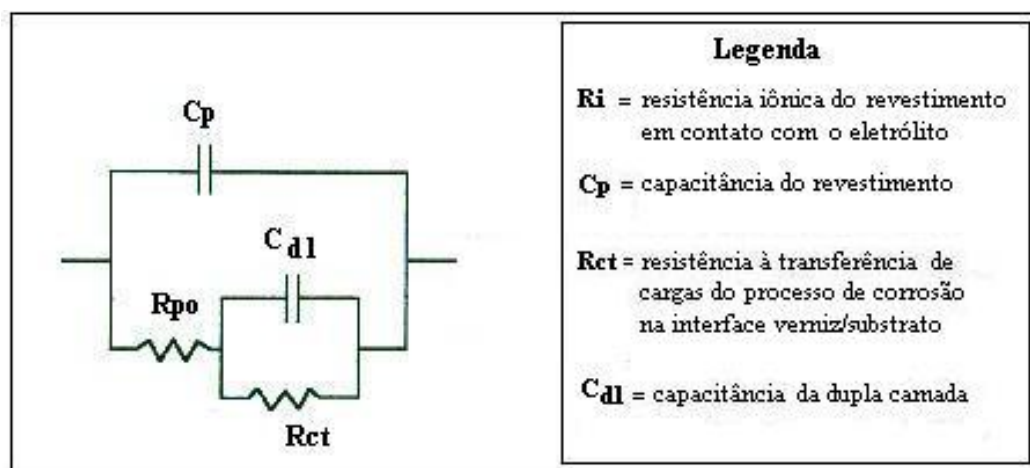 Cp
C dl
Rpo
Rct
Legenda
Ri = resistência iônica do revestimento
em contato com o eletrólito
Cp = capacitância do revestimento
Rct = resistência à transferência de
cargas do processo de corrosão
na interface verniz/substrato
Cdl = capacitância da dupla camada